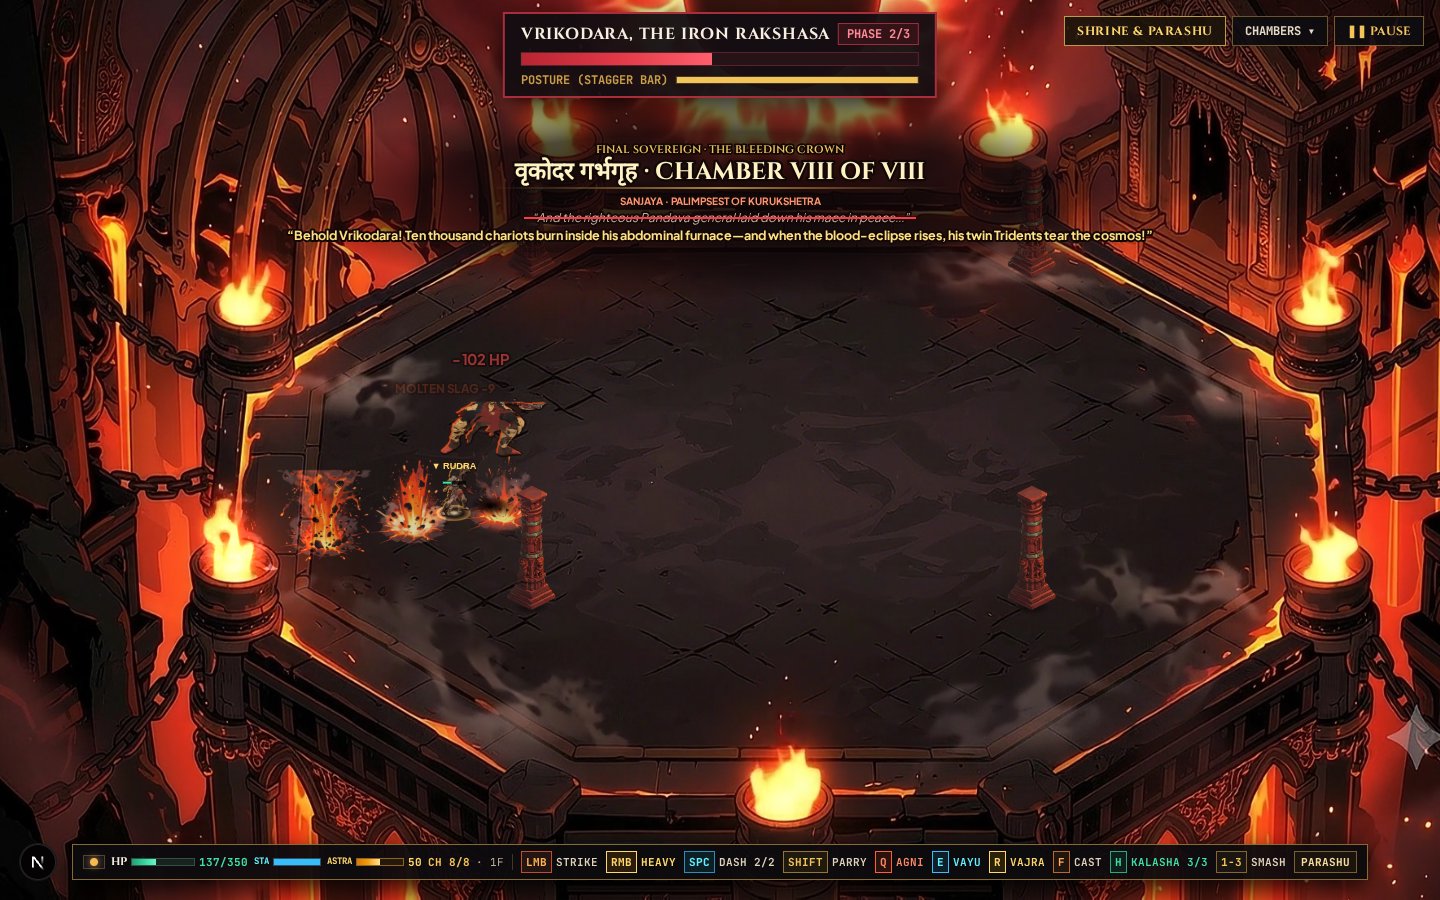 VRIKODARA, THE IRON RAKSHASA PHASE 2/3
POSTURE (STAGGER BAR)
SHRINE & PARASHU CHAMBERS ▾ ❚❚ PAUSE
FINAL SOVEREIGN · THE BLEEDING CROWN
वृकोदर गर्भगृह · CHAMBER VIII OF VIII
SANJAYA · PALIMPSEST OF KURUKSHETRA
"And the righteous Pandava general laid down his mace in peace..."
“Behold Vrikodara! Ten thousand chariots burn inside his abdominal furnace—and when the blood-eclipse rises, his twin Tridents tear the cosmos!”
-102 HP
MOLTEN SLAG -9
▼ RUDRA
N
HP 137/350 STA ASTRA 50 CH 8/8 · 1F LMB STRIKE RMB HEAVY SPC DASH 2/2 SHIFT PARRY Q AGNI E VAYU R VAJRA F CAST H KALASHA 3/3 1-3 SMASH PARASHU